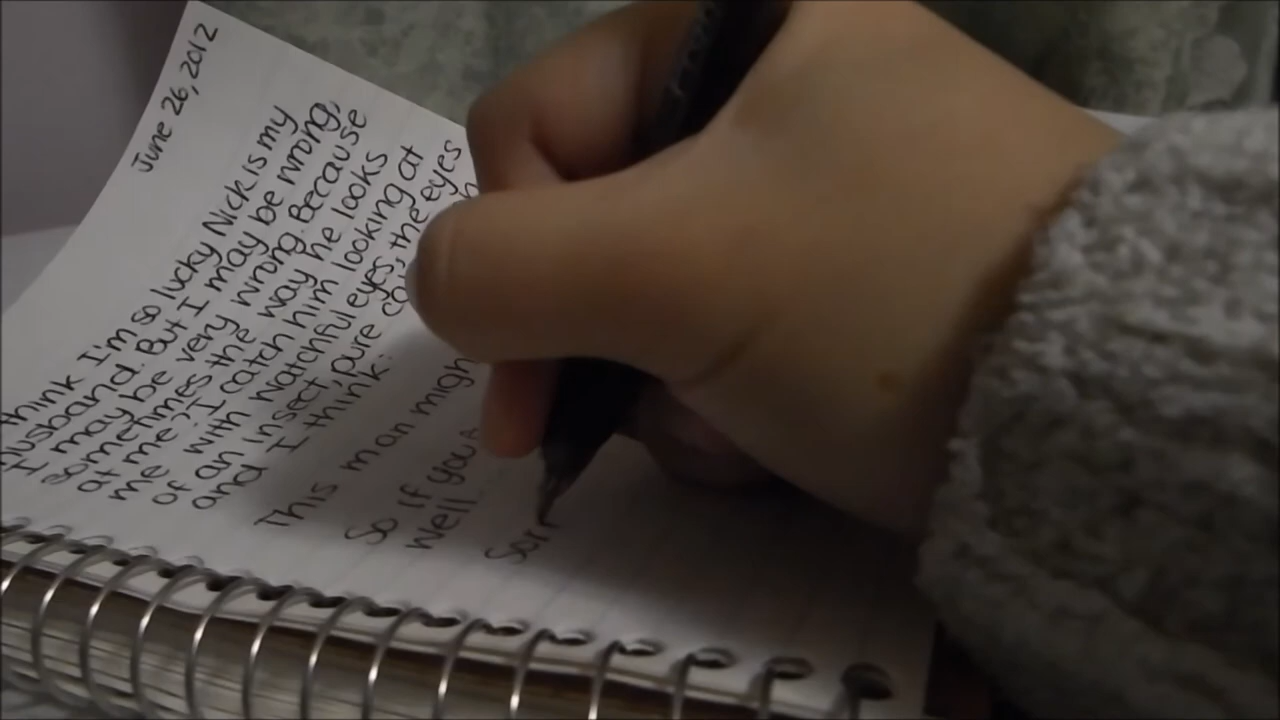 June 26, 2012
think I'm so lucky Nick is my
husband. But I may be wrong,
I may be very wrong. Because
sometimes the way he looks
at me? I catch him looking at
me with watchful eyes, the eyes
of an insect, pure
and I think:
This man
So if you
Well
Sor